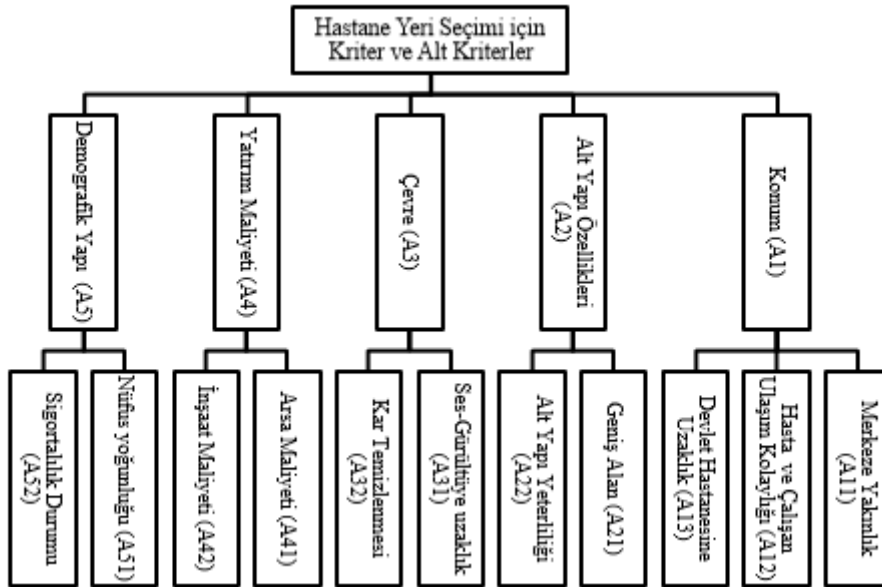 Hastane Yeri Seçimi için
Kriter ve Alt Kriterler
Demografik Yapı (A5)
Yatırım Maliyeti (A4)
Çevre (A3)
Alt Yapı Özellikleri
(A2)
Konum (A1)
Sigortalılık Durumu
(A52)
Nüfus yoğunluğu (A51)
İnşaat Maliyeti (A42)
Arsa Maliyeti (A41)
Kar Temizlenmesi
(A32)
Ses-Gürültüye uzaklık
(A31)
Alt Yapı Yeterliliği
(A22)
Geniş Alan (A21)
Devlet Hastanesine
Uzaklık (A13)
Hasta ve Çalışan
Ulaşım Kolaylığı (A12)
Merkeze Yakınlık
(A11)